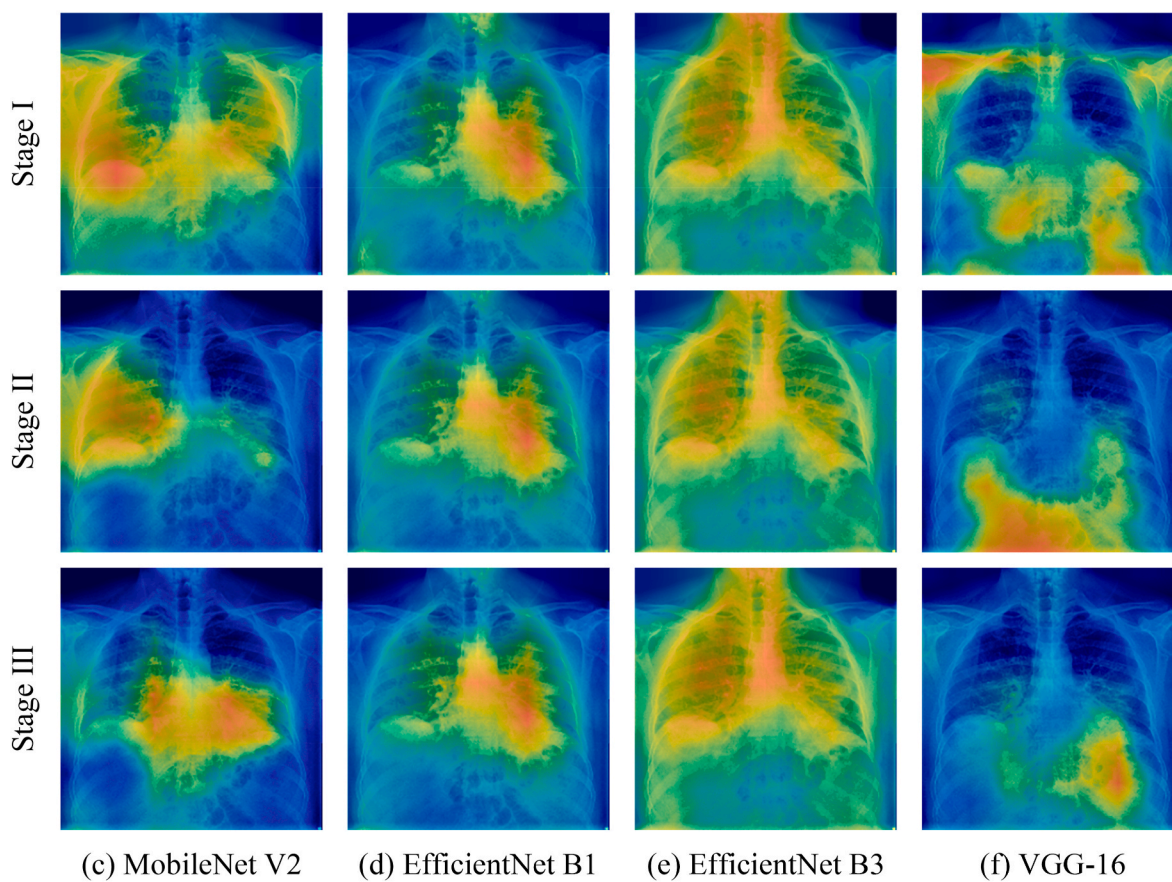 Stage I
Stage II
Stage III
(c) MobileNet V2
(d) EfficientNet B1
(e) EfficientNet B3
(f) VGG-16